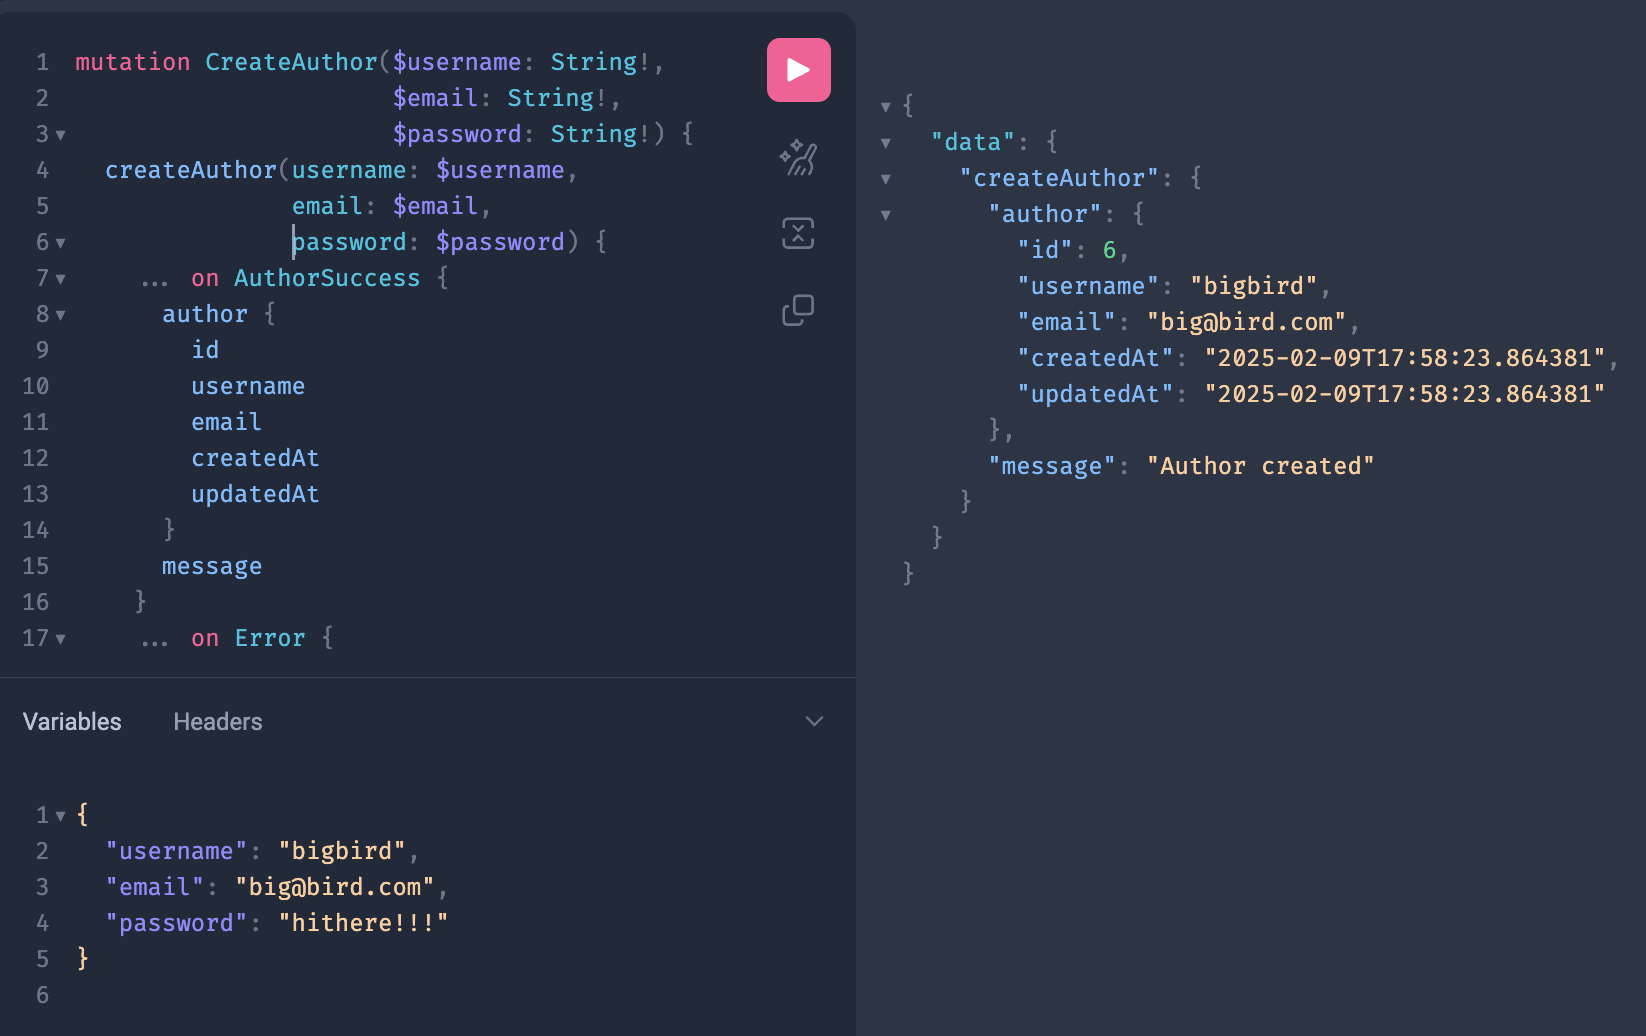 1 mutation CreateAuthor($username: String!,
2 $email: String!,
3 $password: String!) {
4 createAuthor(username: $username,
5 email: $email,
6 password: $password) {
7 ... on AuthorSuccess {
8 author {
9 id
10 username
11 email
12 createdAt
13 updatedAt
14 }
15 message
16 }
17 ... on Error {
Variables Headers
1 {
2 "username": "bigbird",
3 "email": "big@bird.com",
4 "password": "hithere!!!"
5 }
6
{
"data": {
"createAuthor": {
"author": {
"id": 6,
"username": "bigbird",
"email": "big@bird.com",
"createdAt": "2025-02-09T17:58:23.864381",
"updatedAt": "2025-02-09T17:58:23.864381"
},
"message": "Author created"
}
}
}